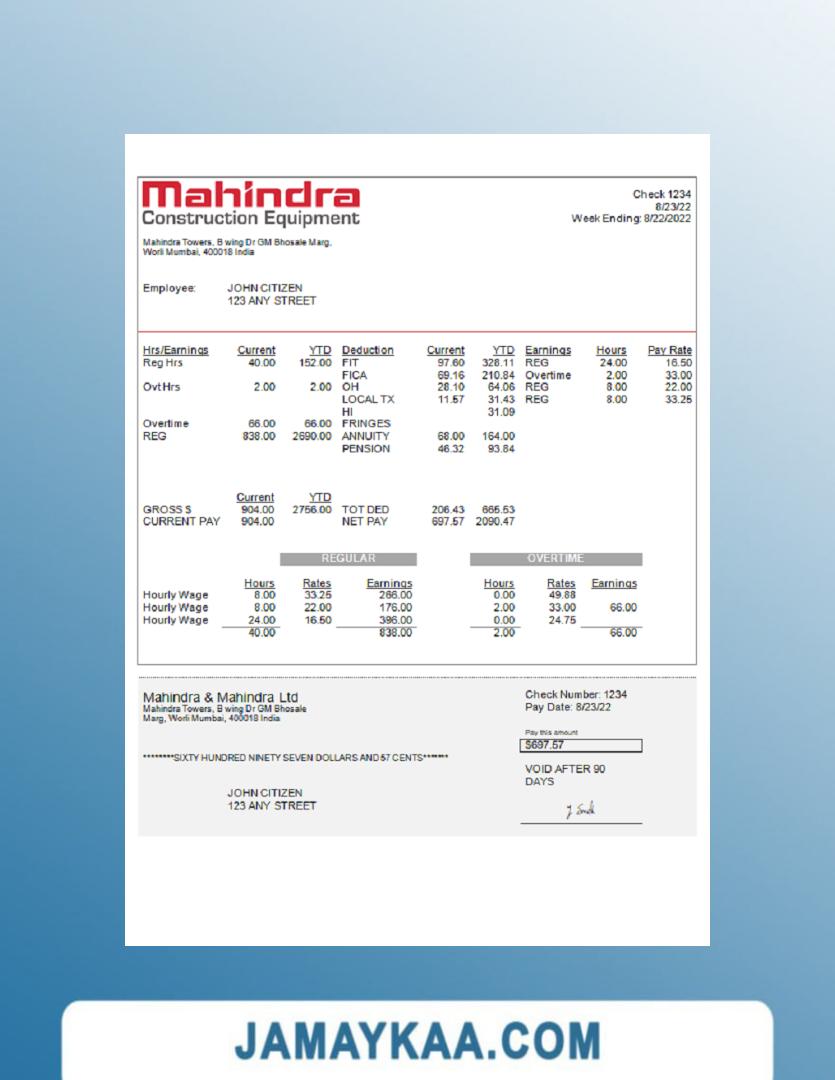 Mahindra
Construction Equipment
Check 1234
8/23/22
Week Ending: 8/22/2022
Mahindra Towers, B wing Dr GM Bhosale Marg,
Worli Mumbai, 400018 India
Employee: JOHN CITIZEN
123 ANY STREET
Hrs/Earnings Current YTD Deduction Current YTD Earnings Hours Pay Rate
Reg Hrs 40.00 152.00 FIT 97.60 328.11 REG 24.00 16.50
FICA 69.16 210.84 Overtime 2.00 33.00
Ovt Hrs 2.00 2.00 OH 28.10 64.06 REG 8.00 22.00
LOCAL TX 11.57 31.43 REG 8.00 33.25
HI 31.09
Overtime 66.00 66.00 FRINGES
REG 838.00 2690.00 ANNUITY 68.00 164.00
PENSION 46.32 93.84
Current YTD
GROSS $ 904.00 2756.00 TOT DED 206.43 665.53
CURRENT PAY 904.00 NET PAY 697.57 2090.47
REGULAR OVERTIME
Hours Rates Earnings Hours Rates Earnings
Hourly Wage 8.00 33.25 266.00 0.00 49.88
Hourly Wage 8.00 22.00 176.00 2.00 33.00 66.00
Hourly Wage 24.00 16.50 396.00 0.00 24.75
40.00 838.00 2.00 66.00
Mahindra & Mahindra Ltd
Mahindra Towers, B wing Dr GM Bhosale
Marg, Worli Mumbai, 400018 India
Check Number: 1234
Pay Date: 8/23/22
Pay this amount
$697.57
********SIXTY HUNDRED NINETY SEVEN DOLLARS AND 57 CENTS*******
VOID AFTER 90
DAYS
JOHN CITIZEN
123 ANY STREET
JAMAYKAA.COM